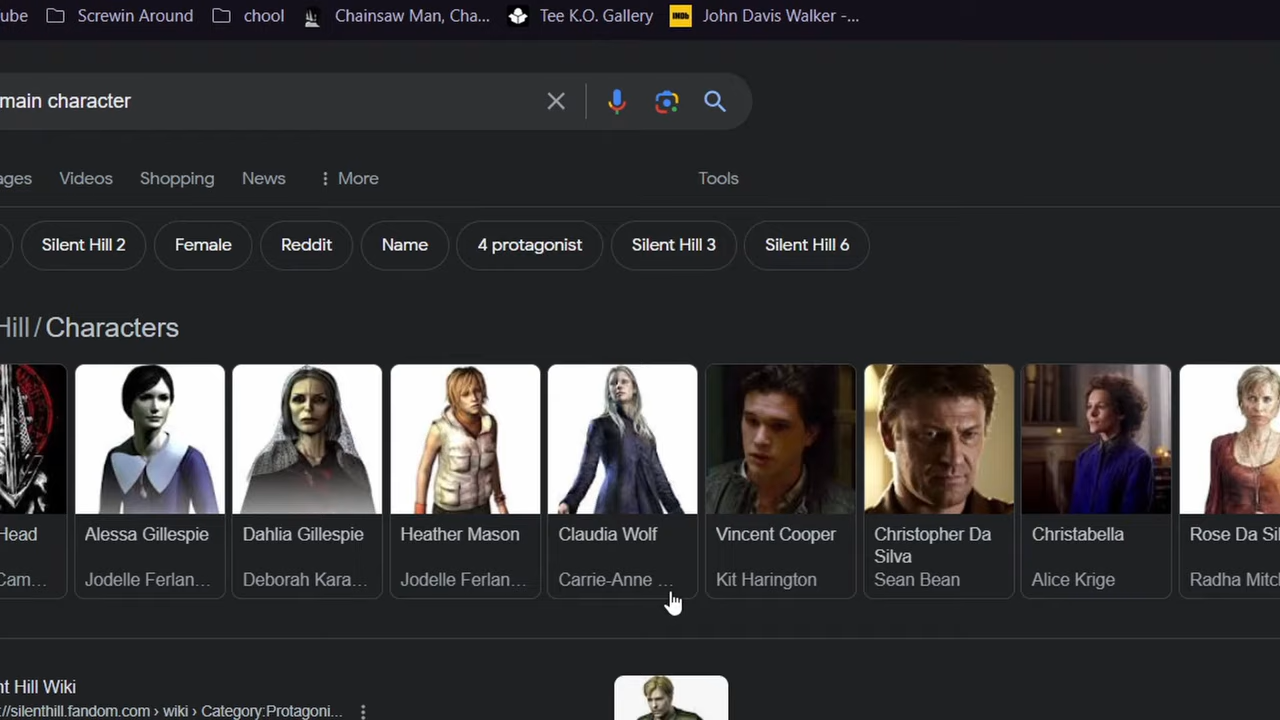 ube Screwin Around chool Chainsaw Man, Cha... Tee K.O. Gallery IMDb John Davis Walker -...
main character
ages Videos Shopping News More Tools
Silent Hill 2 Female Reddit Name 4 protagonist Silent Hill 3 Silent Hill 6
Hill / Characters
Head Alessa Gillespie Dahlia Gillespie Heather Mason Claudia Wolf Vincent Cooper Christopher Da Christabella Rose Da Si
Silva
Cam... Jodelle Ferlan... Deborah Kara... Jodelle Ferlan... Carrie-Anne ... Kit Harington Sean Bean Alice Krige Radha Mitc
nt Hill Wiki
://silenthill.fandom.com › wiki › Category:Protagoni...